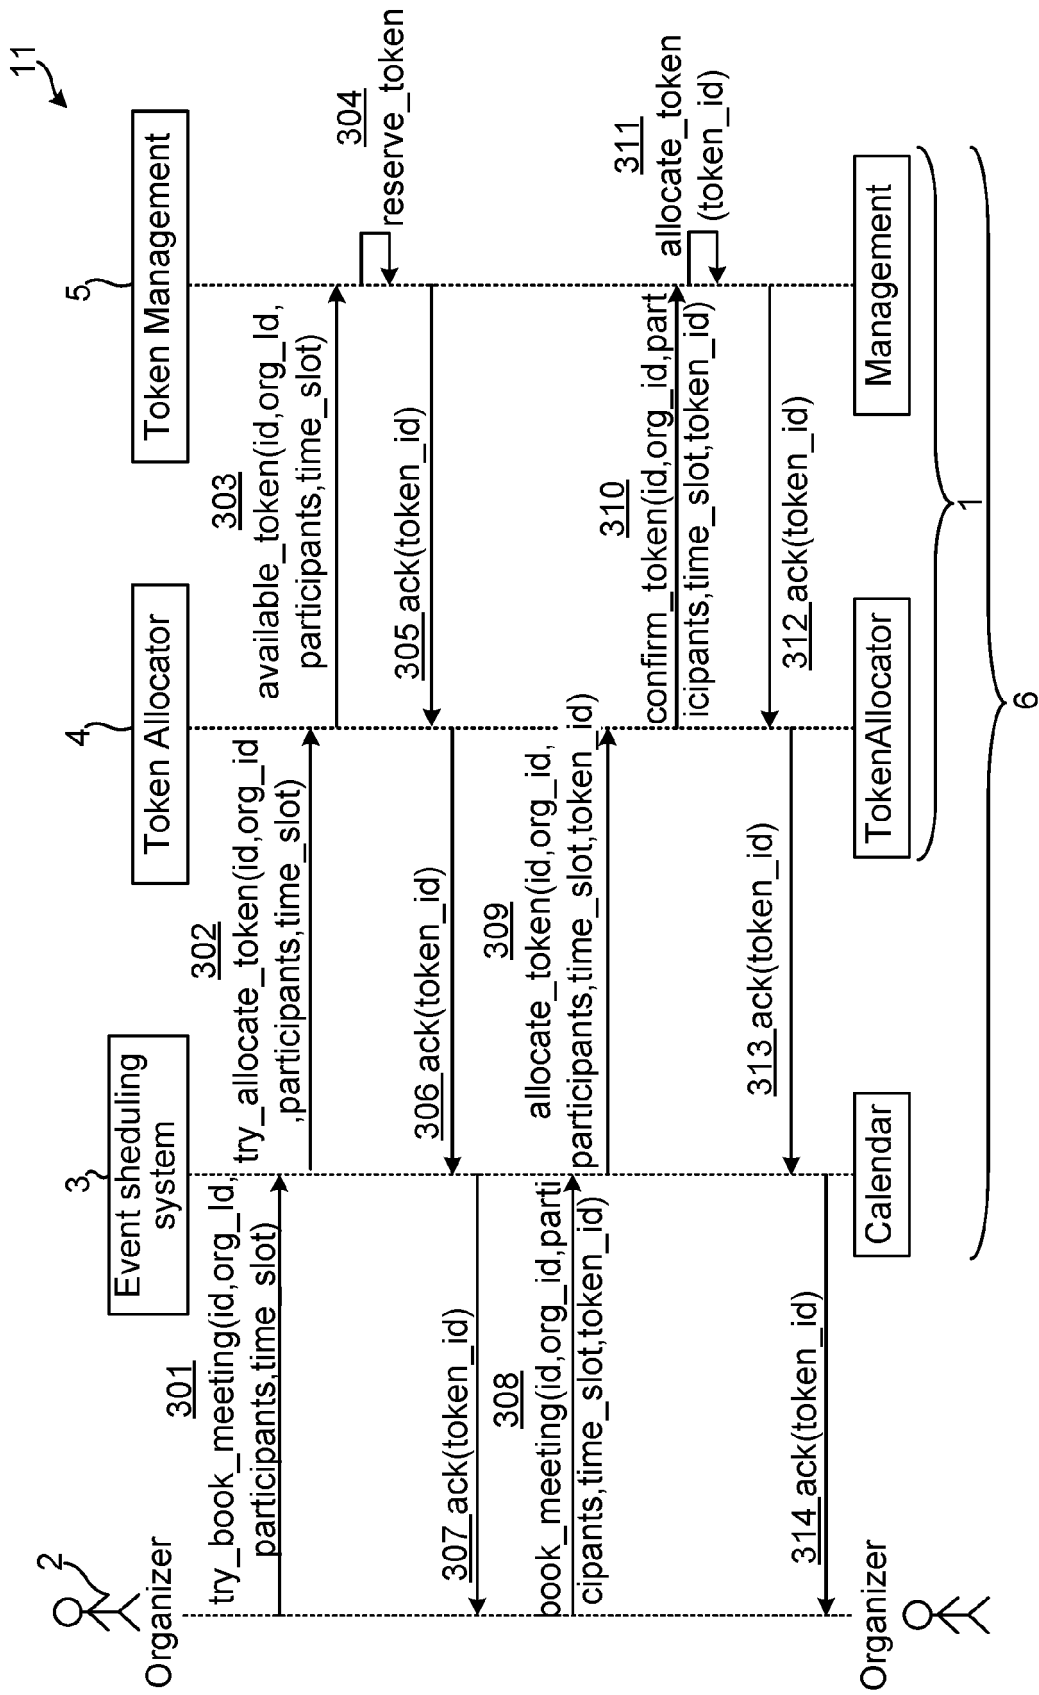 11
2
3
4
5
Organizer
Event sheduling
system
Token Allocator
Token Management
301
try_book_meeting(id,org_Id,
participants,time_slot)
302
try_allocate_token(id,org_id
,participants,time_slot)
303
available_token(id,org_Id,
participants,time_slot)
304
reserve_token
305 ack(token_id)
306 ack(token_id)
307 ack(token_id)
308
book_meeting(id,org_id,parti
cipants,time_slot,token_id)
309
allocate_token(id,org_id,
participants,time_slot,token_id)
310
confirm_token(id,org_id,part
icipants,time_slot,token_id)
311
allocate_token
(token_id)
312 ack(token_id)
313 ack(token_id)
314 ack(token_id)
Organizer
Calendar
TokenAllocator
Management
1
6